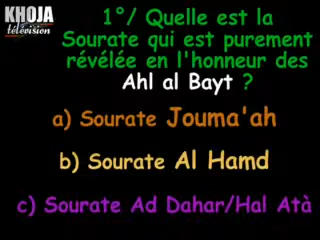 KHOJA
télévision
1°/ Quelle est la
Sourate qui est purement
révélée en l'honneur des
Ahl al Bayt ?
a) Sourate Jouma'ah
b) Sourate Al Hamd
c) Sourate Ad Dahar/Hal Atà